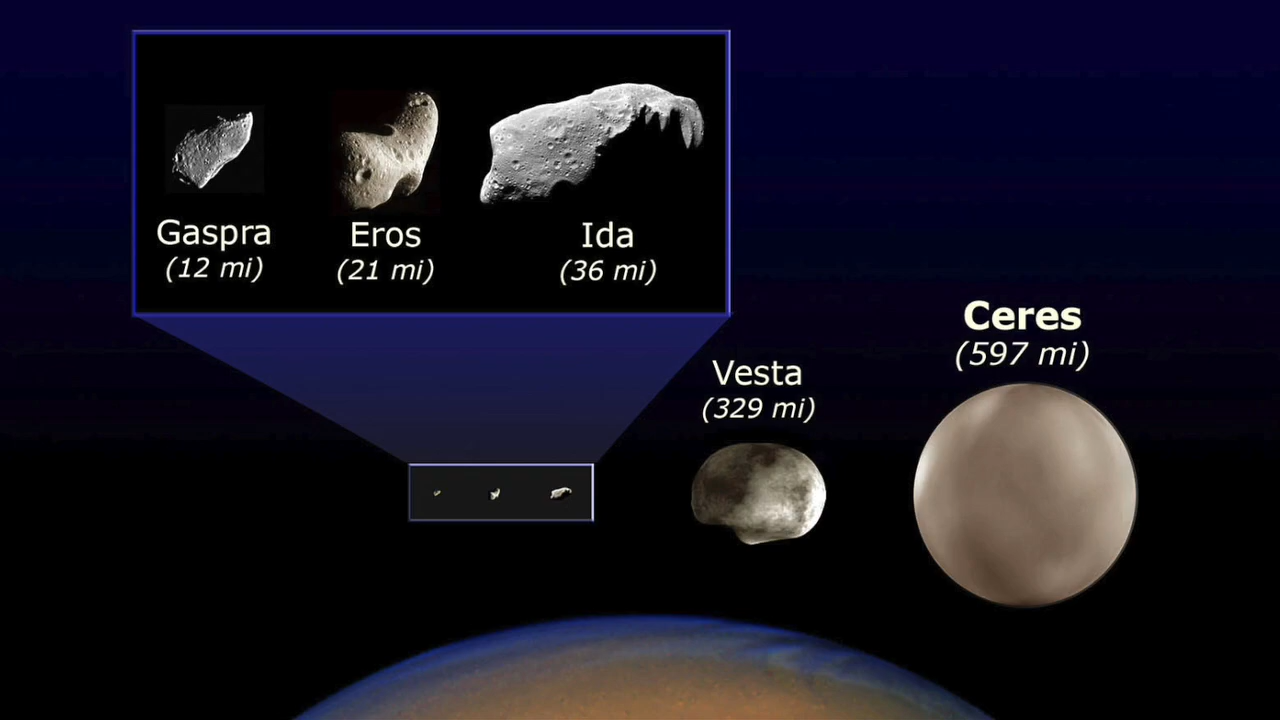 Gaspra
(12 mi)
Eros
(21 mi)
Ida
(36 mi)
Vesta
(329 mi)
Ceres
(597 mi)